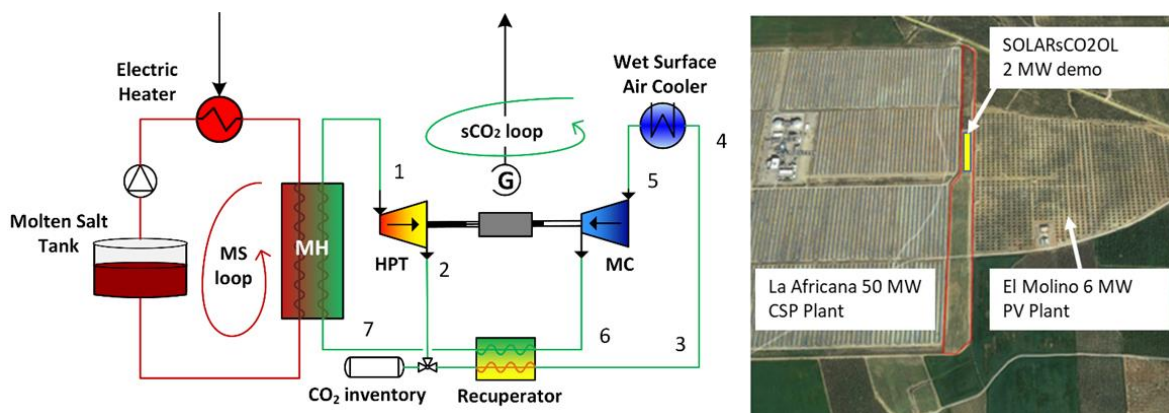 Electric
Heater
Molten Salt
Tank
MS
loop
MH
sCO₂ loop
G
Wet Surface
Air Cooler
1
2
HPT
MC
4
5
7
6
3
CO₂ inventory
Recuperator
SOLARsCO2OL
2 MW demo
La Africana 50 MW
CSP Plant
El Molino 6 MW
PV Plant